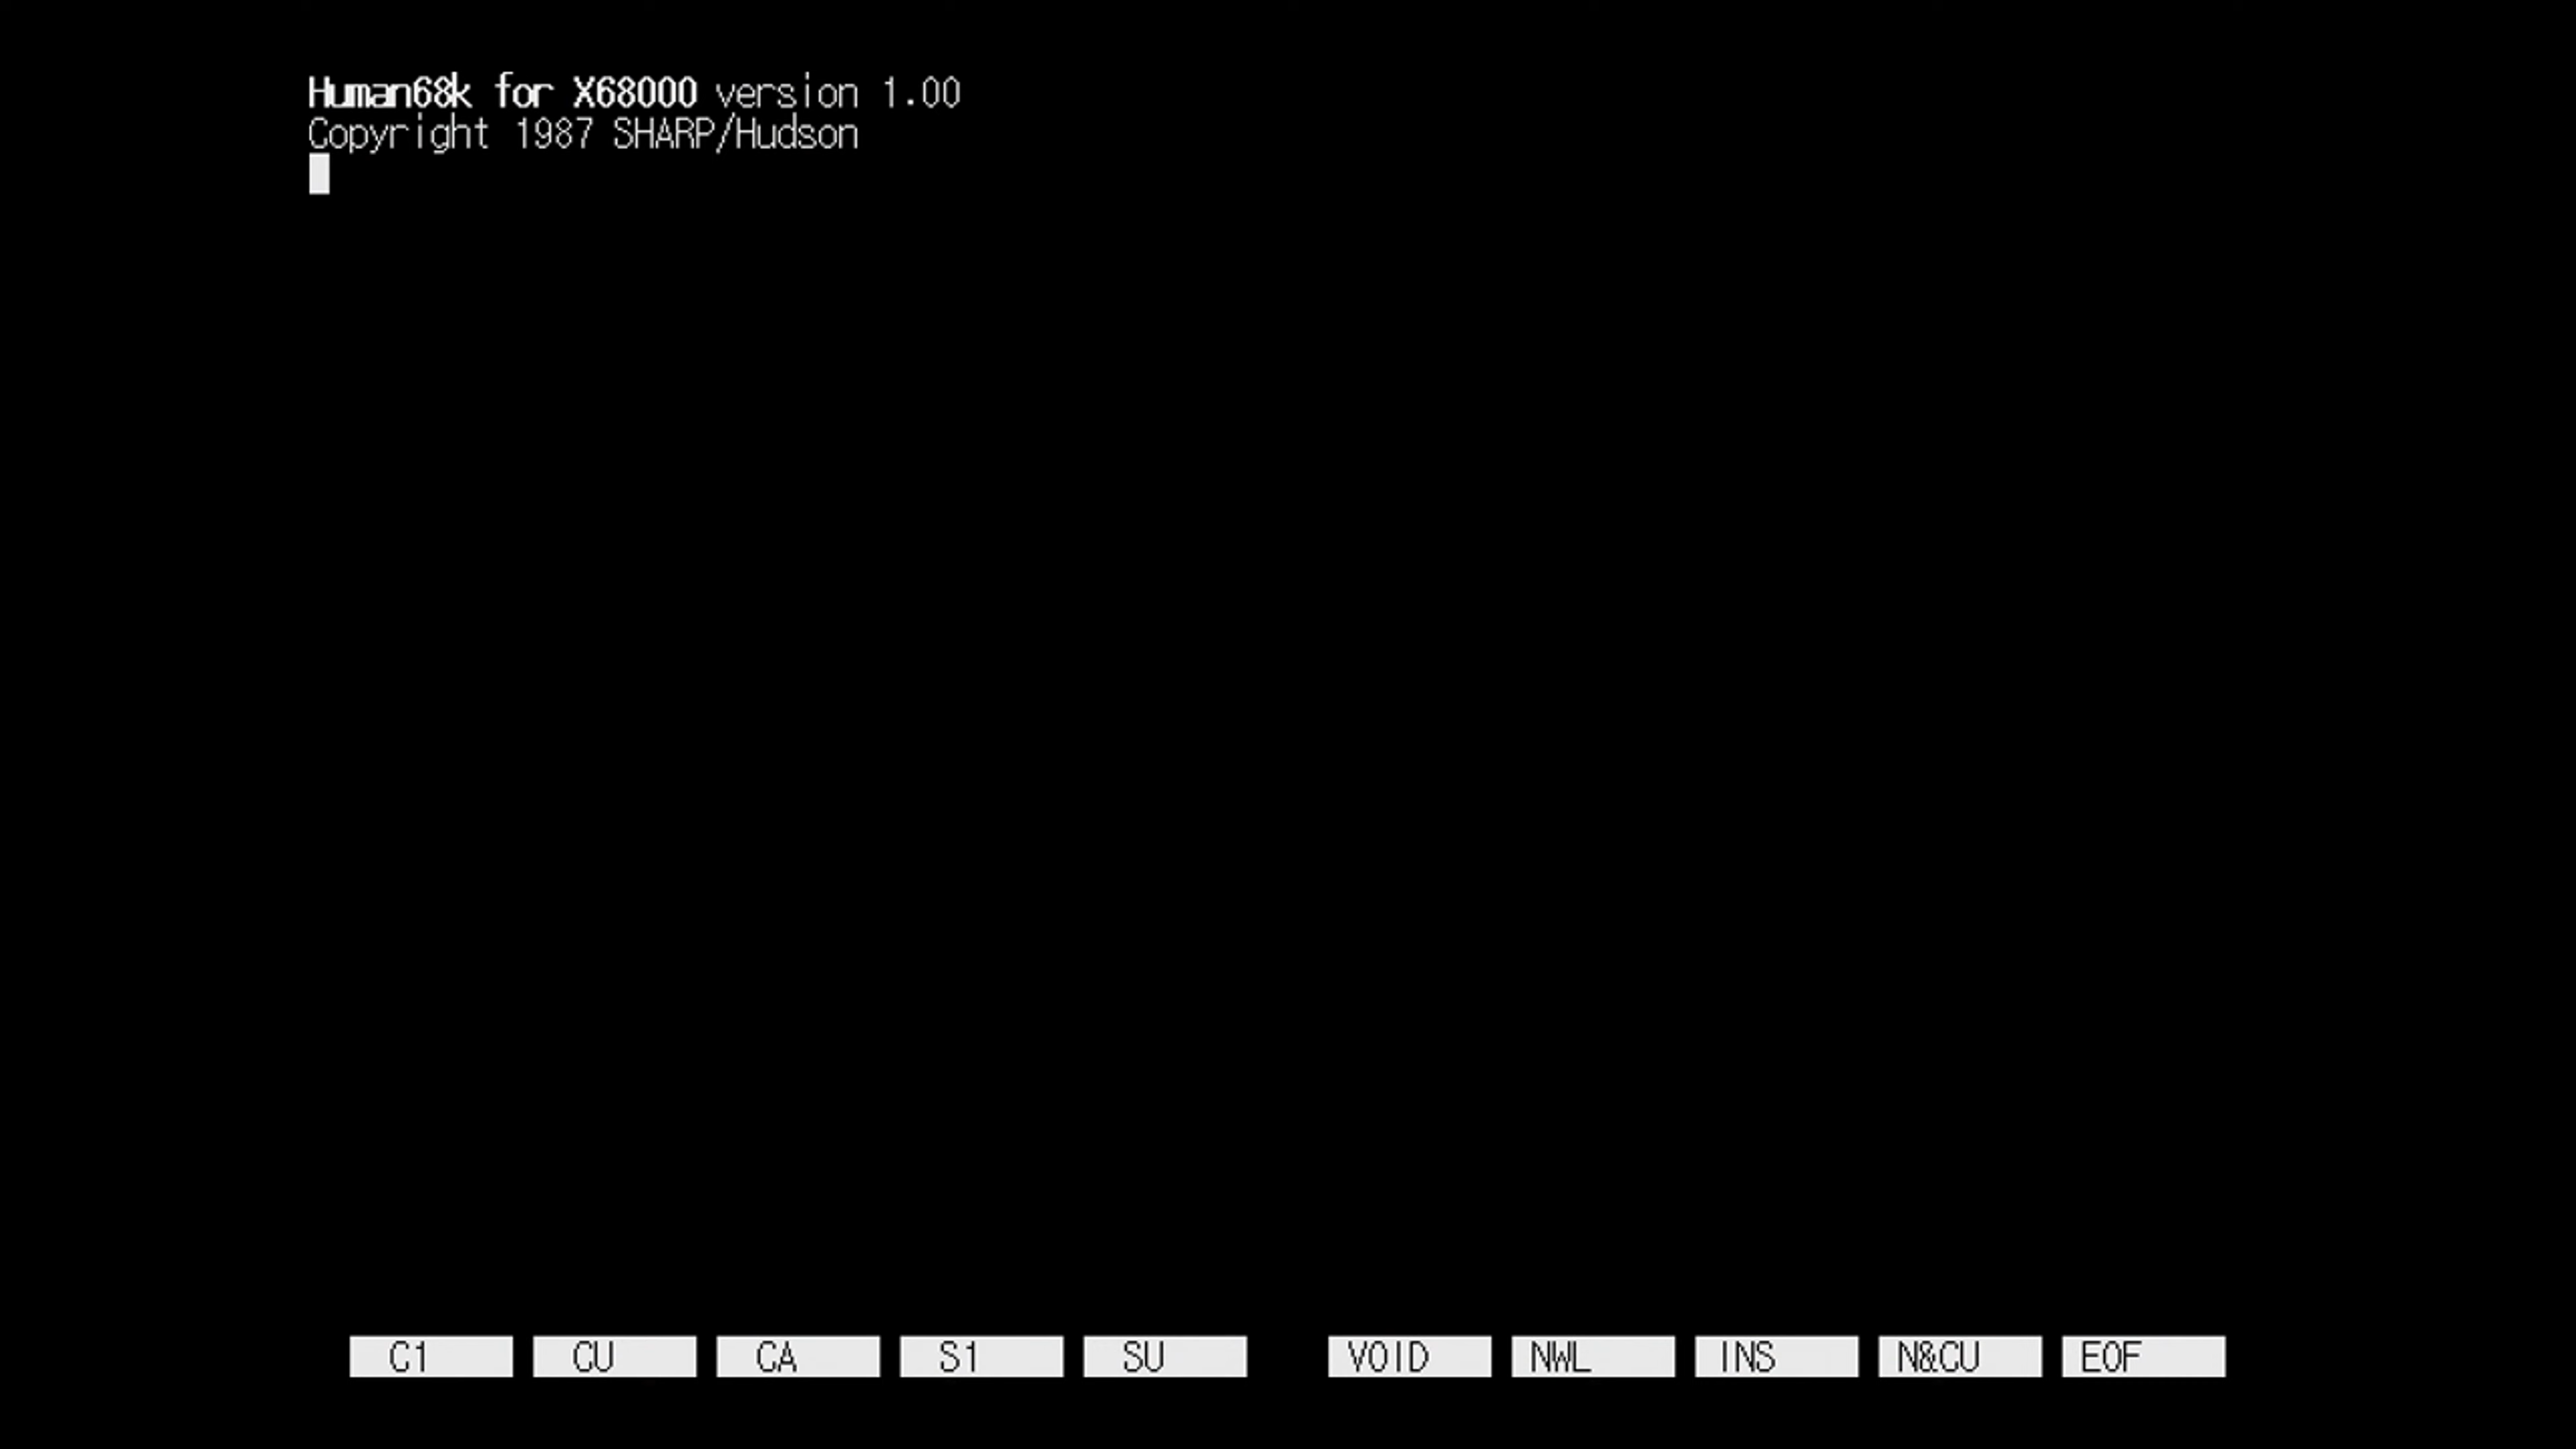 Human68k for X68000 version 1.00
Copyright 1987 SHARP/Hudson
C1 CU CA S1 SU VOID NWL INS N&CU EOF